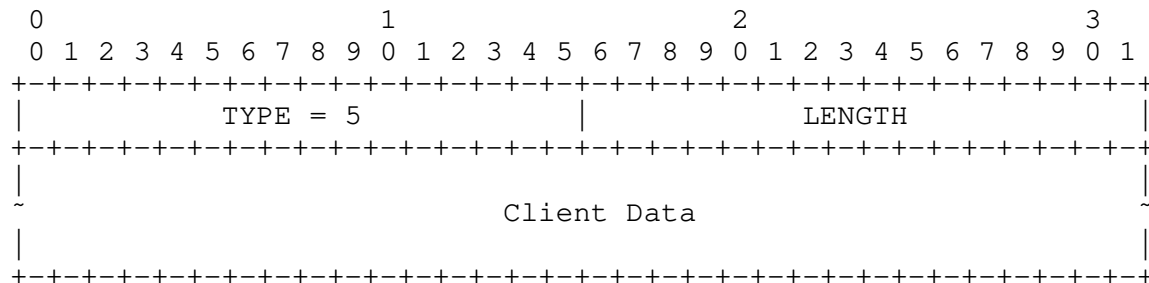 0                   1                   2                   3
 0 1 2 3 4 5 6 7 8 9 0 1 2 3 4 5 6 7 8 9 0 1 2 3 4 5 6 7 8 9 0 1
+-+-+-+-+-+-+-+-+-+-+-+-+-+-+-+-+-+-+-+-+-+-+-+-+-+-+-+-+-+-+-+-+
|           TYPE = 5            |            LENGTH             |
+-+-+-+-+-+-+-+-+-+-+-+-+-+-+-+-+-+-+-+-+-+-+-+-+-+-+-+-+-+-+-+-+
|                                                               |
~                           Client Data                         ~
|                                                               |
+-+-+-+-+-+-+-+-+-+-+-+-+-+-+-+-+-+-+-+-+-+-+-+-+-+-+-+-+-+-+-+-+